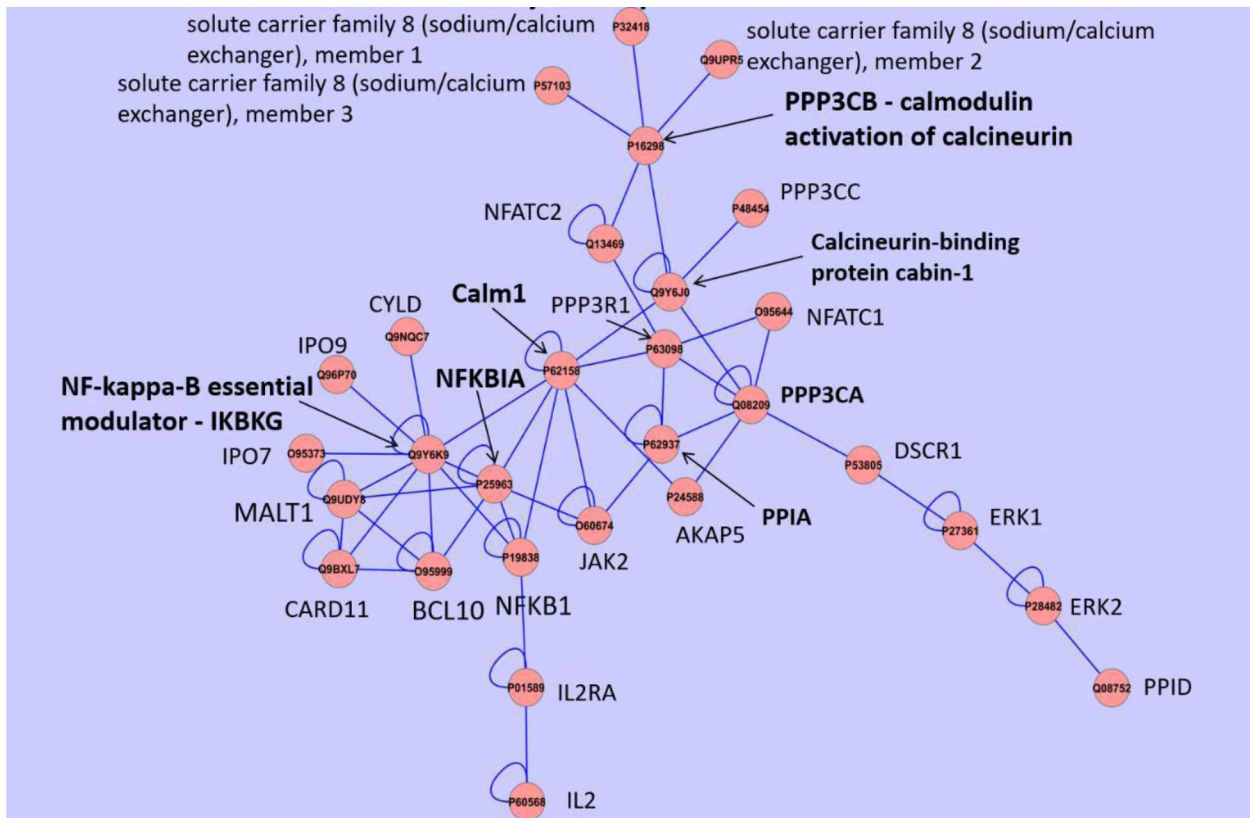 solute carrier family 8 (sodium/calcium
exchanger), member 1
P32418
solute carrier family 8 (sodium/calcium
exchanger), member 2
Q9UPR5
solute carrier family 8 (sodium/calcium
exchanger), member 3
P57103
PPP3CB - calmodulin
activation of calcineurin
P16298
PPP3CC
P48454
NFATC2
Q13469
Calcineurin-binding
protein cabin-1
Q9Y6J0
Calm1
PPP3R1
O95644
NFATC1
CYLD
Q9NQC7
P63098
IPO9
Q96P70
P62158
NF-kappa-B essential
modulator - IKBKG
NFKBIA
Q08209
PPP3CA
P62937
IPO7
O95373
Q9Y6K9
P53805
DSCR1
P25963
MALT1
Q9UDY8
P24588
AKAP5
PPIA
O60674
JAK2
P27361
ERK1
P19838
NFKB1
Q9BXL7
CARD11
O95999
BCL10
P28482
ERK2
P01589
IL2RA
Q08752
PPID
P60568
IL2